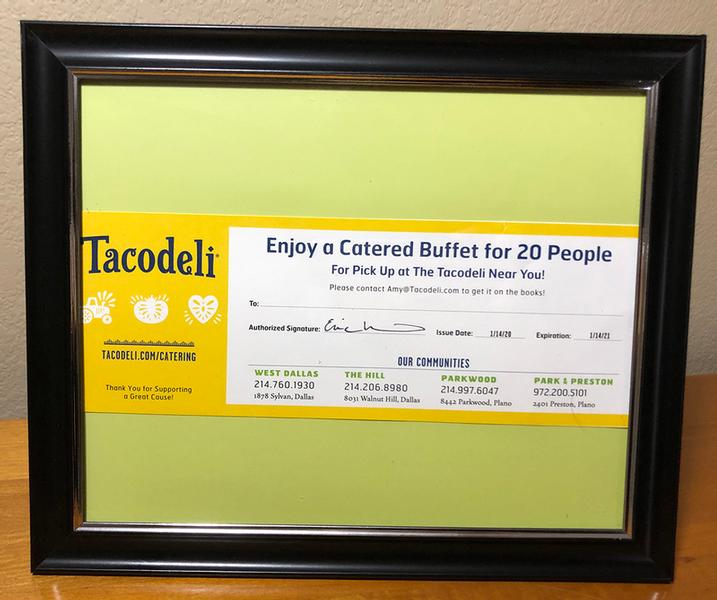 Tacodeli
TACODELI.COM/CATERING
Thank You for Supporting
a Great Cause!
Enjoy a Catered Buffet for 20 People
For Pick Up at The Tacodeli Near You!
Please contact Amy@Tacodeli.com to get it on the books!
To:
Authorized Signature: Issue Date: 1/14/20 Expiration: 1/14/21
OUR COMMUNITIES
WEST DALLAS
214.760.1930
1878 Sylvan, Dallas
THE HILL
214.206.8980
8031 Walnut Hill, Dallas
PARKWOOD
214.997.6047
8442 Parkwood, Plano
PARK & PRESTON
972.200.5101
2401 Preston, Plano